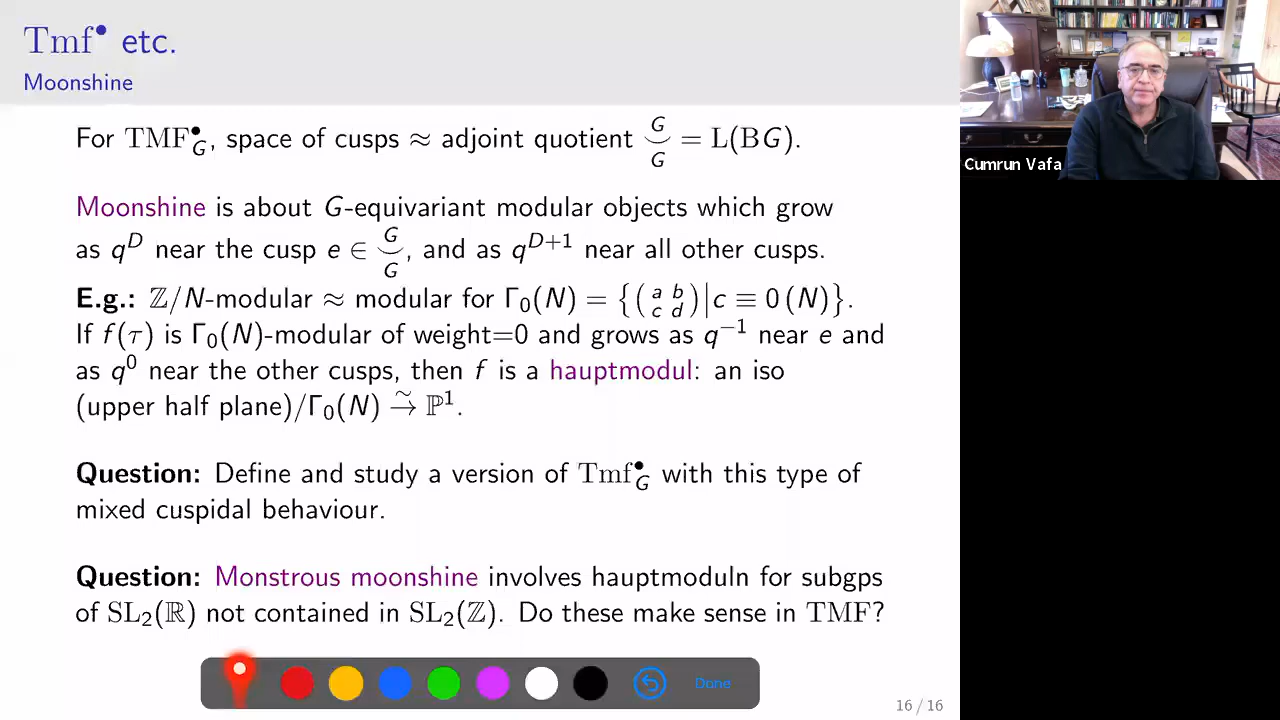 Tmf• etc.
Moonshine
For TMF•_G, space of cusps ≈ adjoint quotient G/G = L(BG).
Moonshine is about G-equivariant modular objects which grow
as q^D near the cusp e ∈ G/G, and as q^{D+1} near all other cusps.
E.g.: ℤ/N-modular ≈ modular for Γ₀(N) = {(a b c d)|c ≡ 0 (N)}.
If f(τ) is Γ₀(N)-modular of weight=0 and grows as q^{-1} near e and
as q^0 near the other cusps, then f is a hauptmodul: an iso
(upper half plane)/Γ₀(N) →~ ℙ¹.
Question: Define and study a version of Tmf•_G with this type of
mixed cuspidal behaviour.
Question: Monstrous moonshine involves hauptmoduln for subgps
of SL₂(ℝ) not contained in SL₂(ℤ). Do these make sense in TMF?
Done
16 / 16
Cumrun Vafa